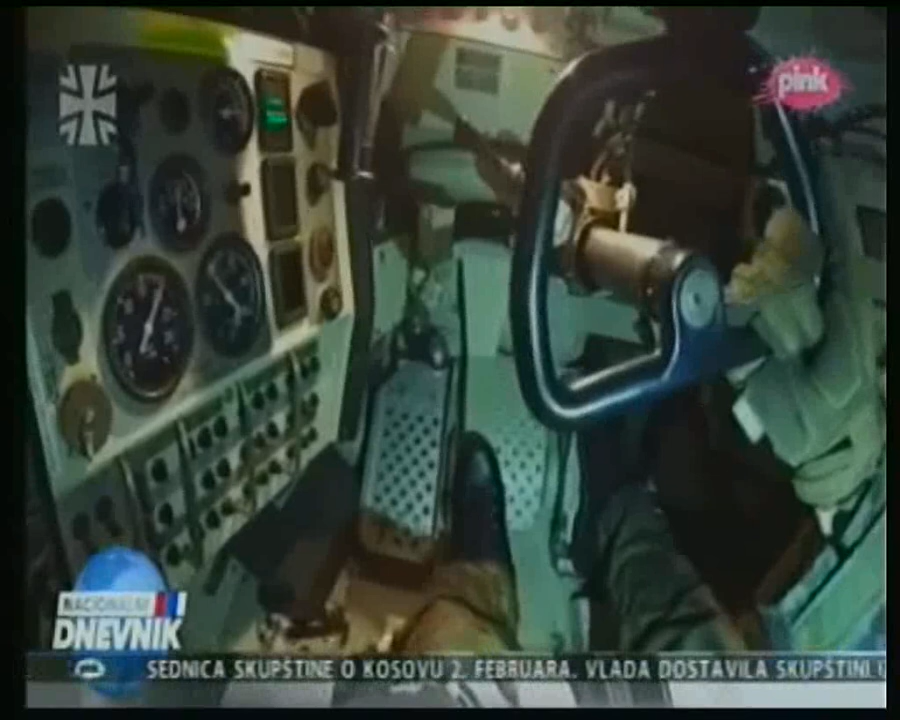 pink
NACIONALNI
DNEVNIK
SEDNICA SKUPŠTINE O KOSOVU 2. FEBRUARA. VLADA DOSTAVILA SKUPŠTINI